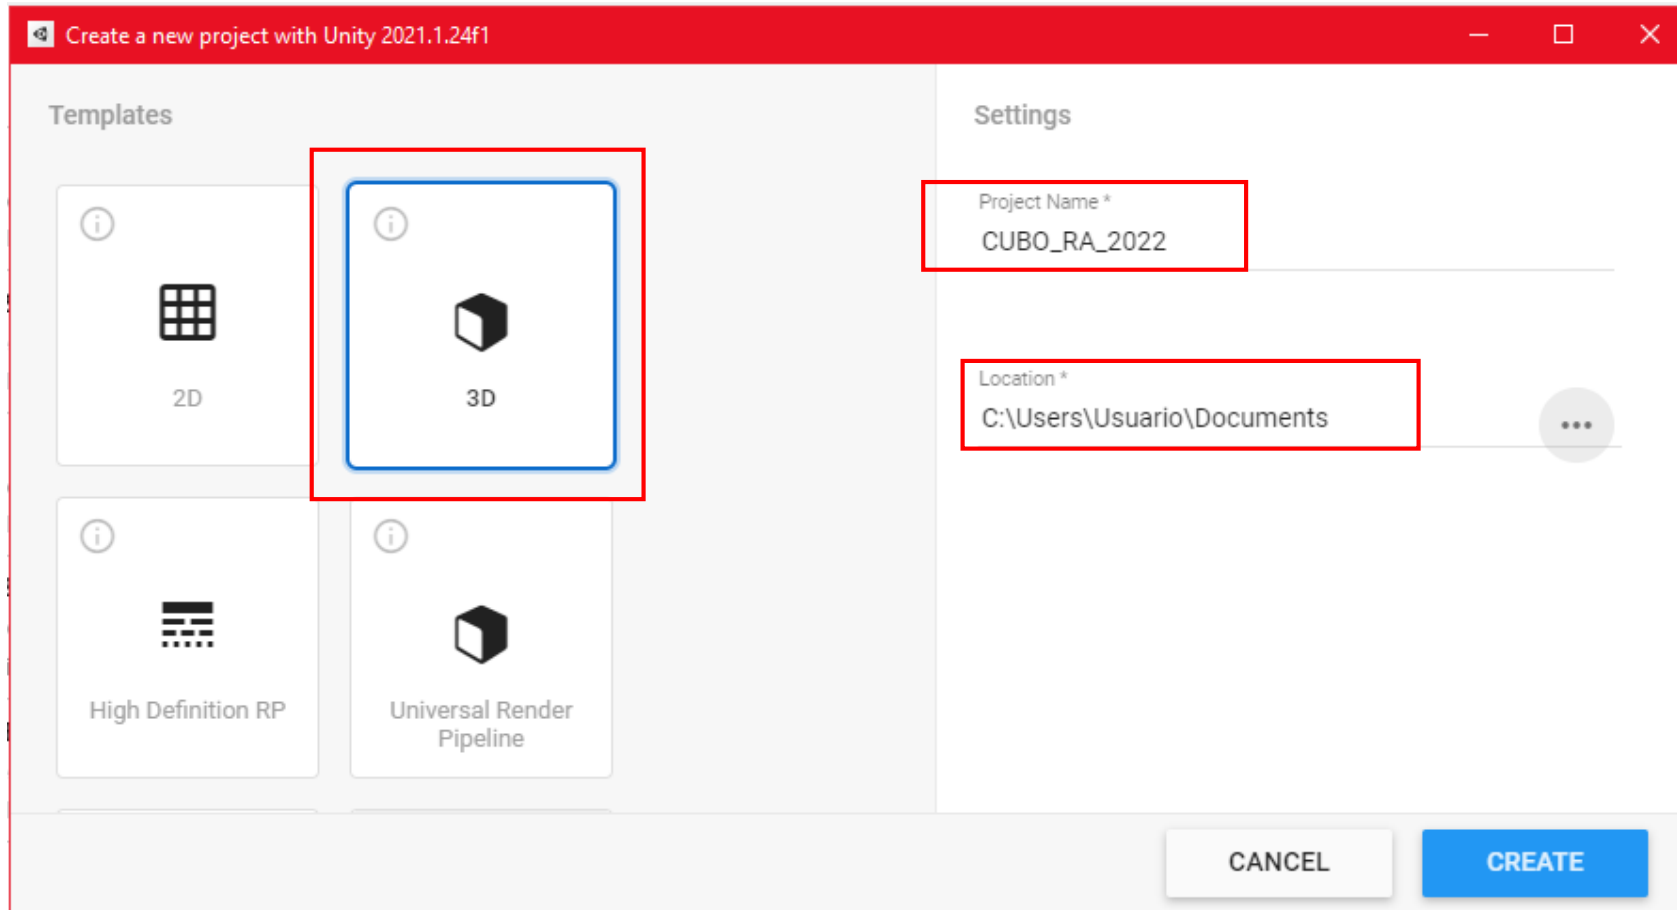 Create a new project with Unity 2021.1.24f1
Templates
2D
3D
High Definition RP
Universal Render
Pipeline
Settings
Project Name *
CUBO_RA_2022
Location *
C:\Users\Usuario\Documents
CANCEL
CREATE